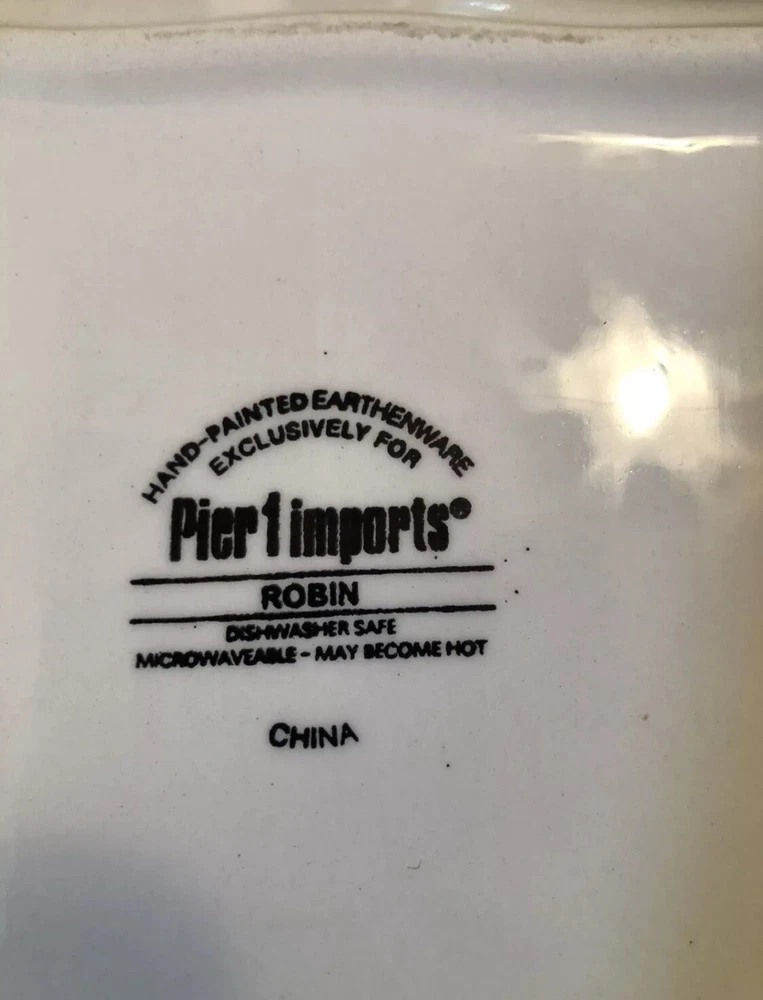 HAND-PAINTED EARTHENWARE
EXCLUSIVELY FOR
Pier 1 imports®
ROBIN
DISHWASHER SAFE
MICROWAVEABLE - MAY BECOME HOT
CHINA